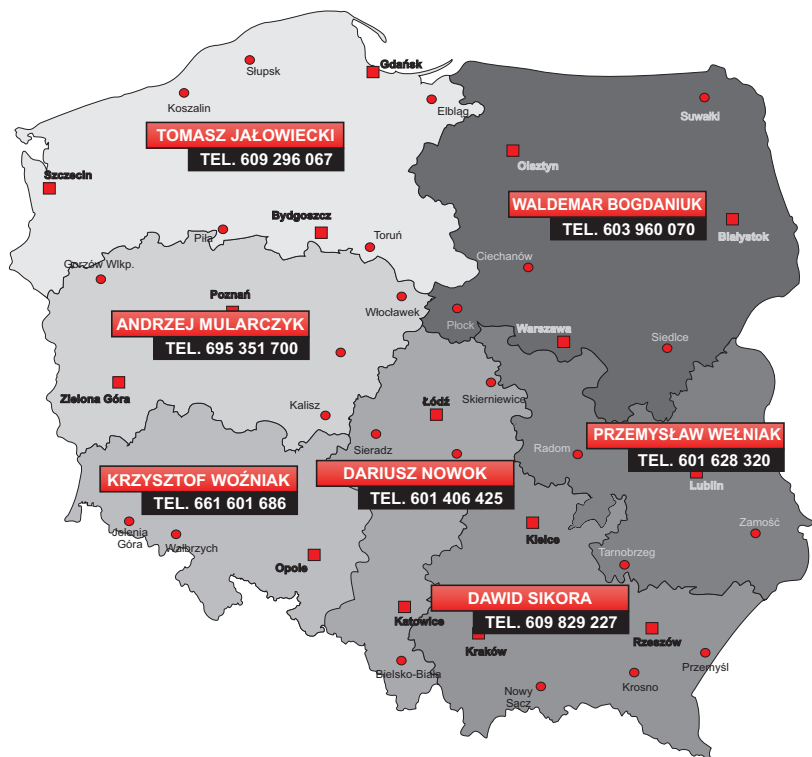 Słupsk
Gdańsk
Koszalin
Elbląg
Suwałki
TOMASZ JAŁOWIECKI
TEL. 609 296 067
Olsztyn
Szczecin
WALDEMAR BOGDANIUK
TEL. 603 960 070
Białystok
Bydgoszcz
Piła
Toruń
Ciechanów
Gorzów Wlkp.
Poznań
Włocławek
Płock
ANDRZEJ MULARCZYK
TEL. 695 351 700
Warszawa
Siedlce
Zielona Góra
Skierniewice
Kalisz
Łódź
Sieradz
Radom
PRZEMYSŁAW WEŁNIAK
TEL. 601 628 320
Lublin
KRZYSZTOF WOŹNIAK
TEL. 661 601 686
DARIUSZ NOWOK
TEL. 601 406 425
Jelenia
Góra
Wałbrzych
Kielce
Zamość
Opole
Tarnobrzeg
DAWID SIKORA
TEL. 609 829 227
Katowice
Kraków
Rzeszów
Bielsko-Biała
Przemyśl
Krosno
Nowy
Sącz